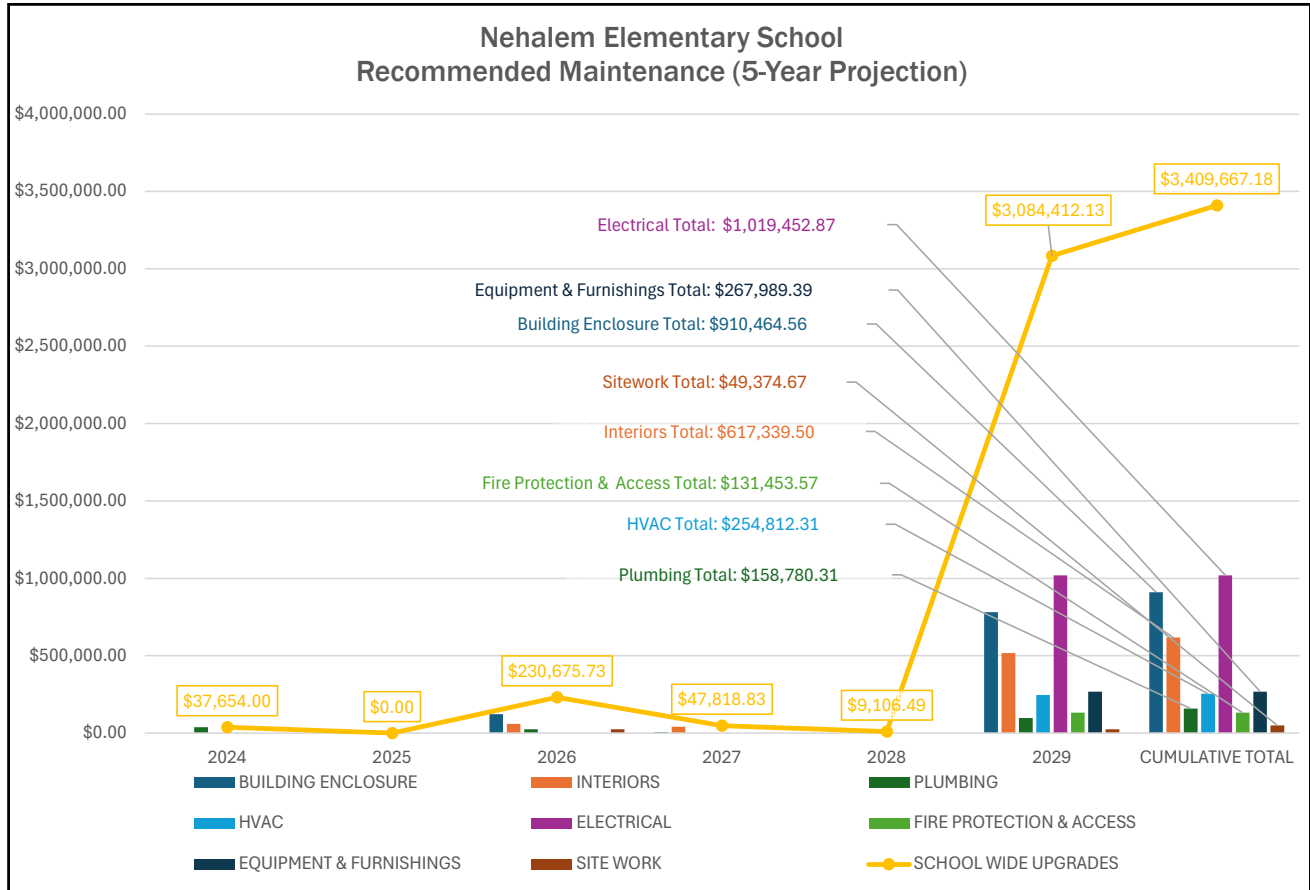 Nehalem Elementary School
Recommended Maintenance (5-Year Projection)
$4,000,000.00
$3,500,000.00
$3,000,000.00
$2,500,000.00
$2,000,000.00
$1,500,000.00
$1,000,000.00
$500,000.00
$0.00
$3,409,667.18
$3,084,412.13
Electrical Total: $1,019,452.87
Equipment & Furnishings Total: $267,989.39
Building Enclosure Total: $910,464.56
Sitework Total: $49,374.67
Interiors Total: $617,339.50
Fire Protection & Access Total: $131,453.57
HVAC Total: $254,812.31
Plumbing Total: $158,780.31
$37,654.00
$0.00
$230,675.73
$47,818.83
$9,106.49
2024
2025
2026
2027
2028
2029
CUMULATIVE TOTAL
BUILDING ENCLOSURE
INTERIORS
PLUMBING
HVAC
ELECTRICAL
FIRE PROTECTION & ACCESS
EQUIPMENT & FURNISHINGS
SITE WORK
SCHOOL WIDE UPGRADES